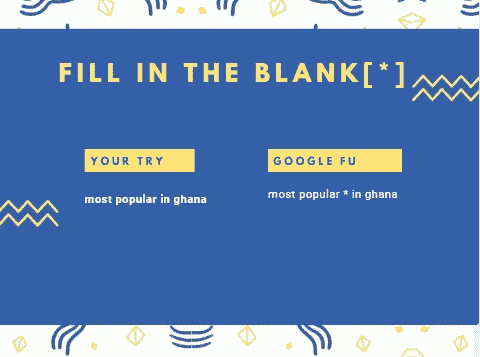 FILL IN THE BLANK[*]
YOUR TRY
most popular in ghana
GOOGLE FU
most popular * in ghana